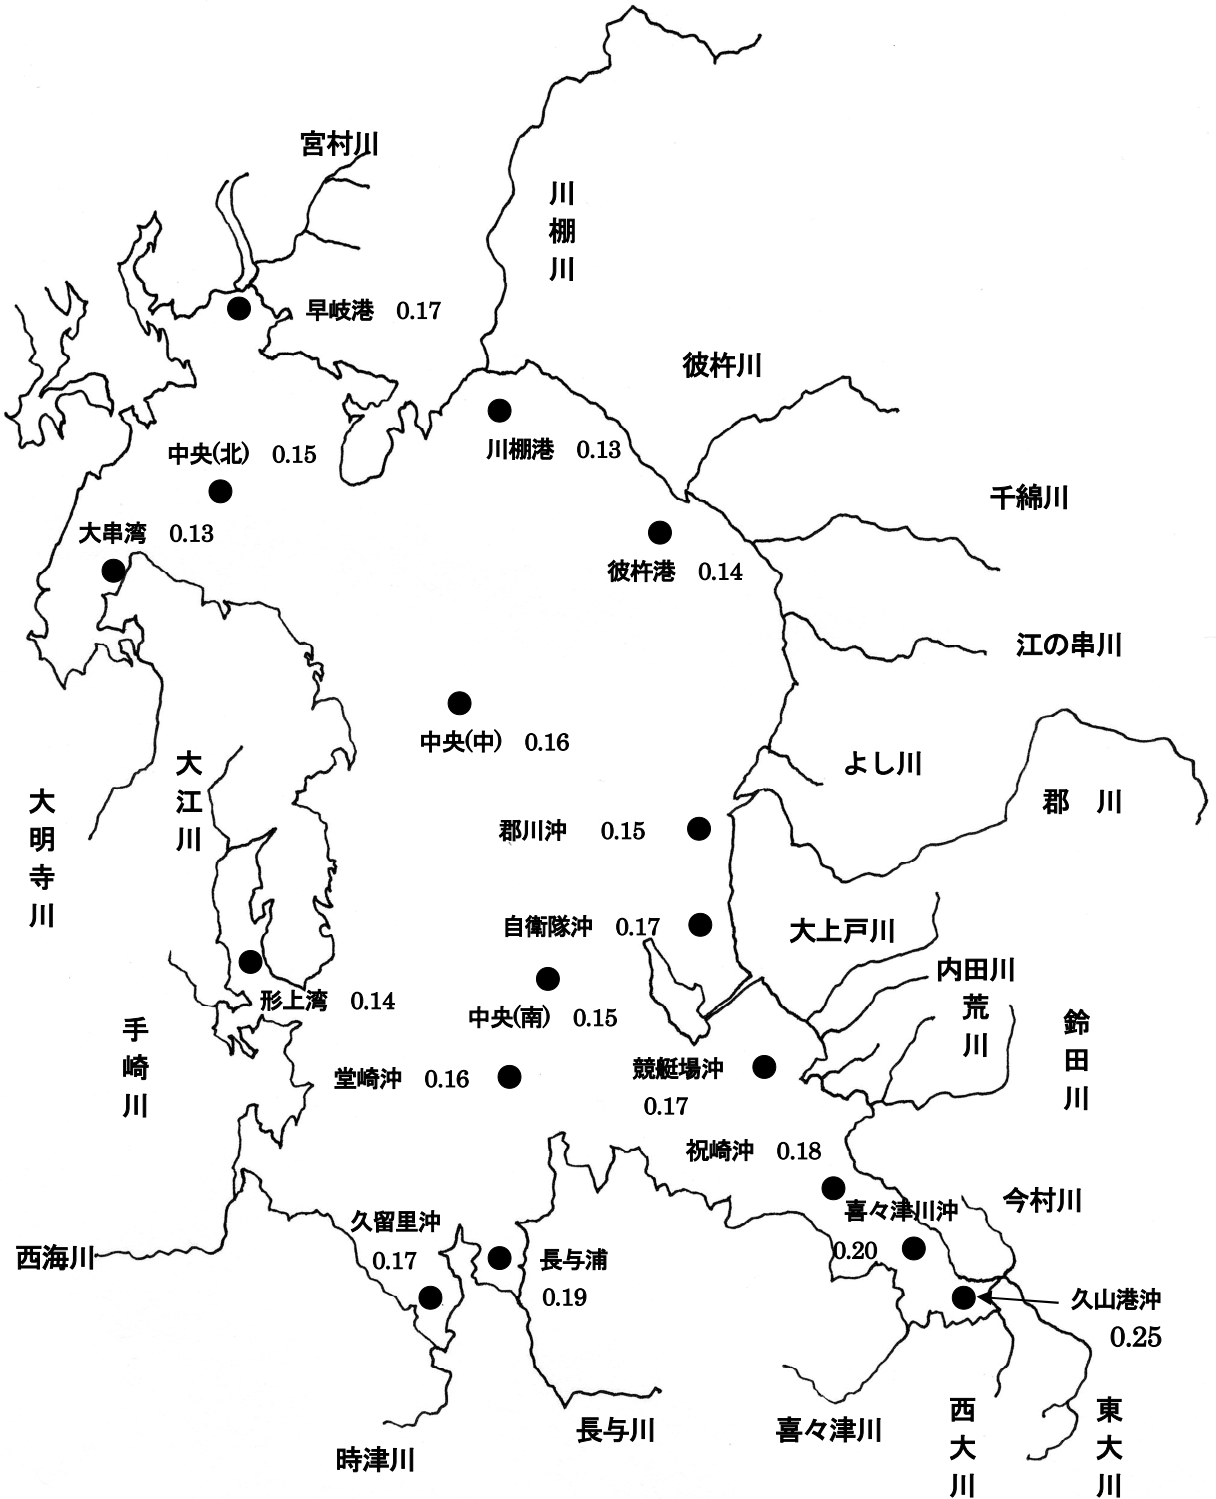 宮村川
川棚川
早岐港 0.17
彼杵川
川棚港 0.13
中央(北) 0.15
千綿川
大串湾 0.13
彼杵港 0.14
江の串川
中央(中) 0.16
よし川
大江川
大明寺川
郡 川
郡川沖 0.15
自衛隊沖 0.17
大上戸川
内田川
荒川
鈴田川
形上湾 0.14
中央(南) 0.15
手崎川
堂崎沖 0.16
競艇場沖
0.17
祝崎沖 0.18
今村川
喜々津川沖
0.20
久留里沖
0.17
西海川
長与浦
0.19
久山港沖
0.25
長与川
喜々津川
西大川
東大川
時津川